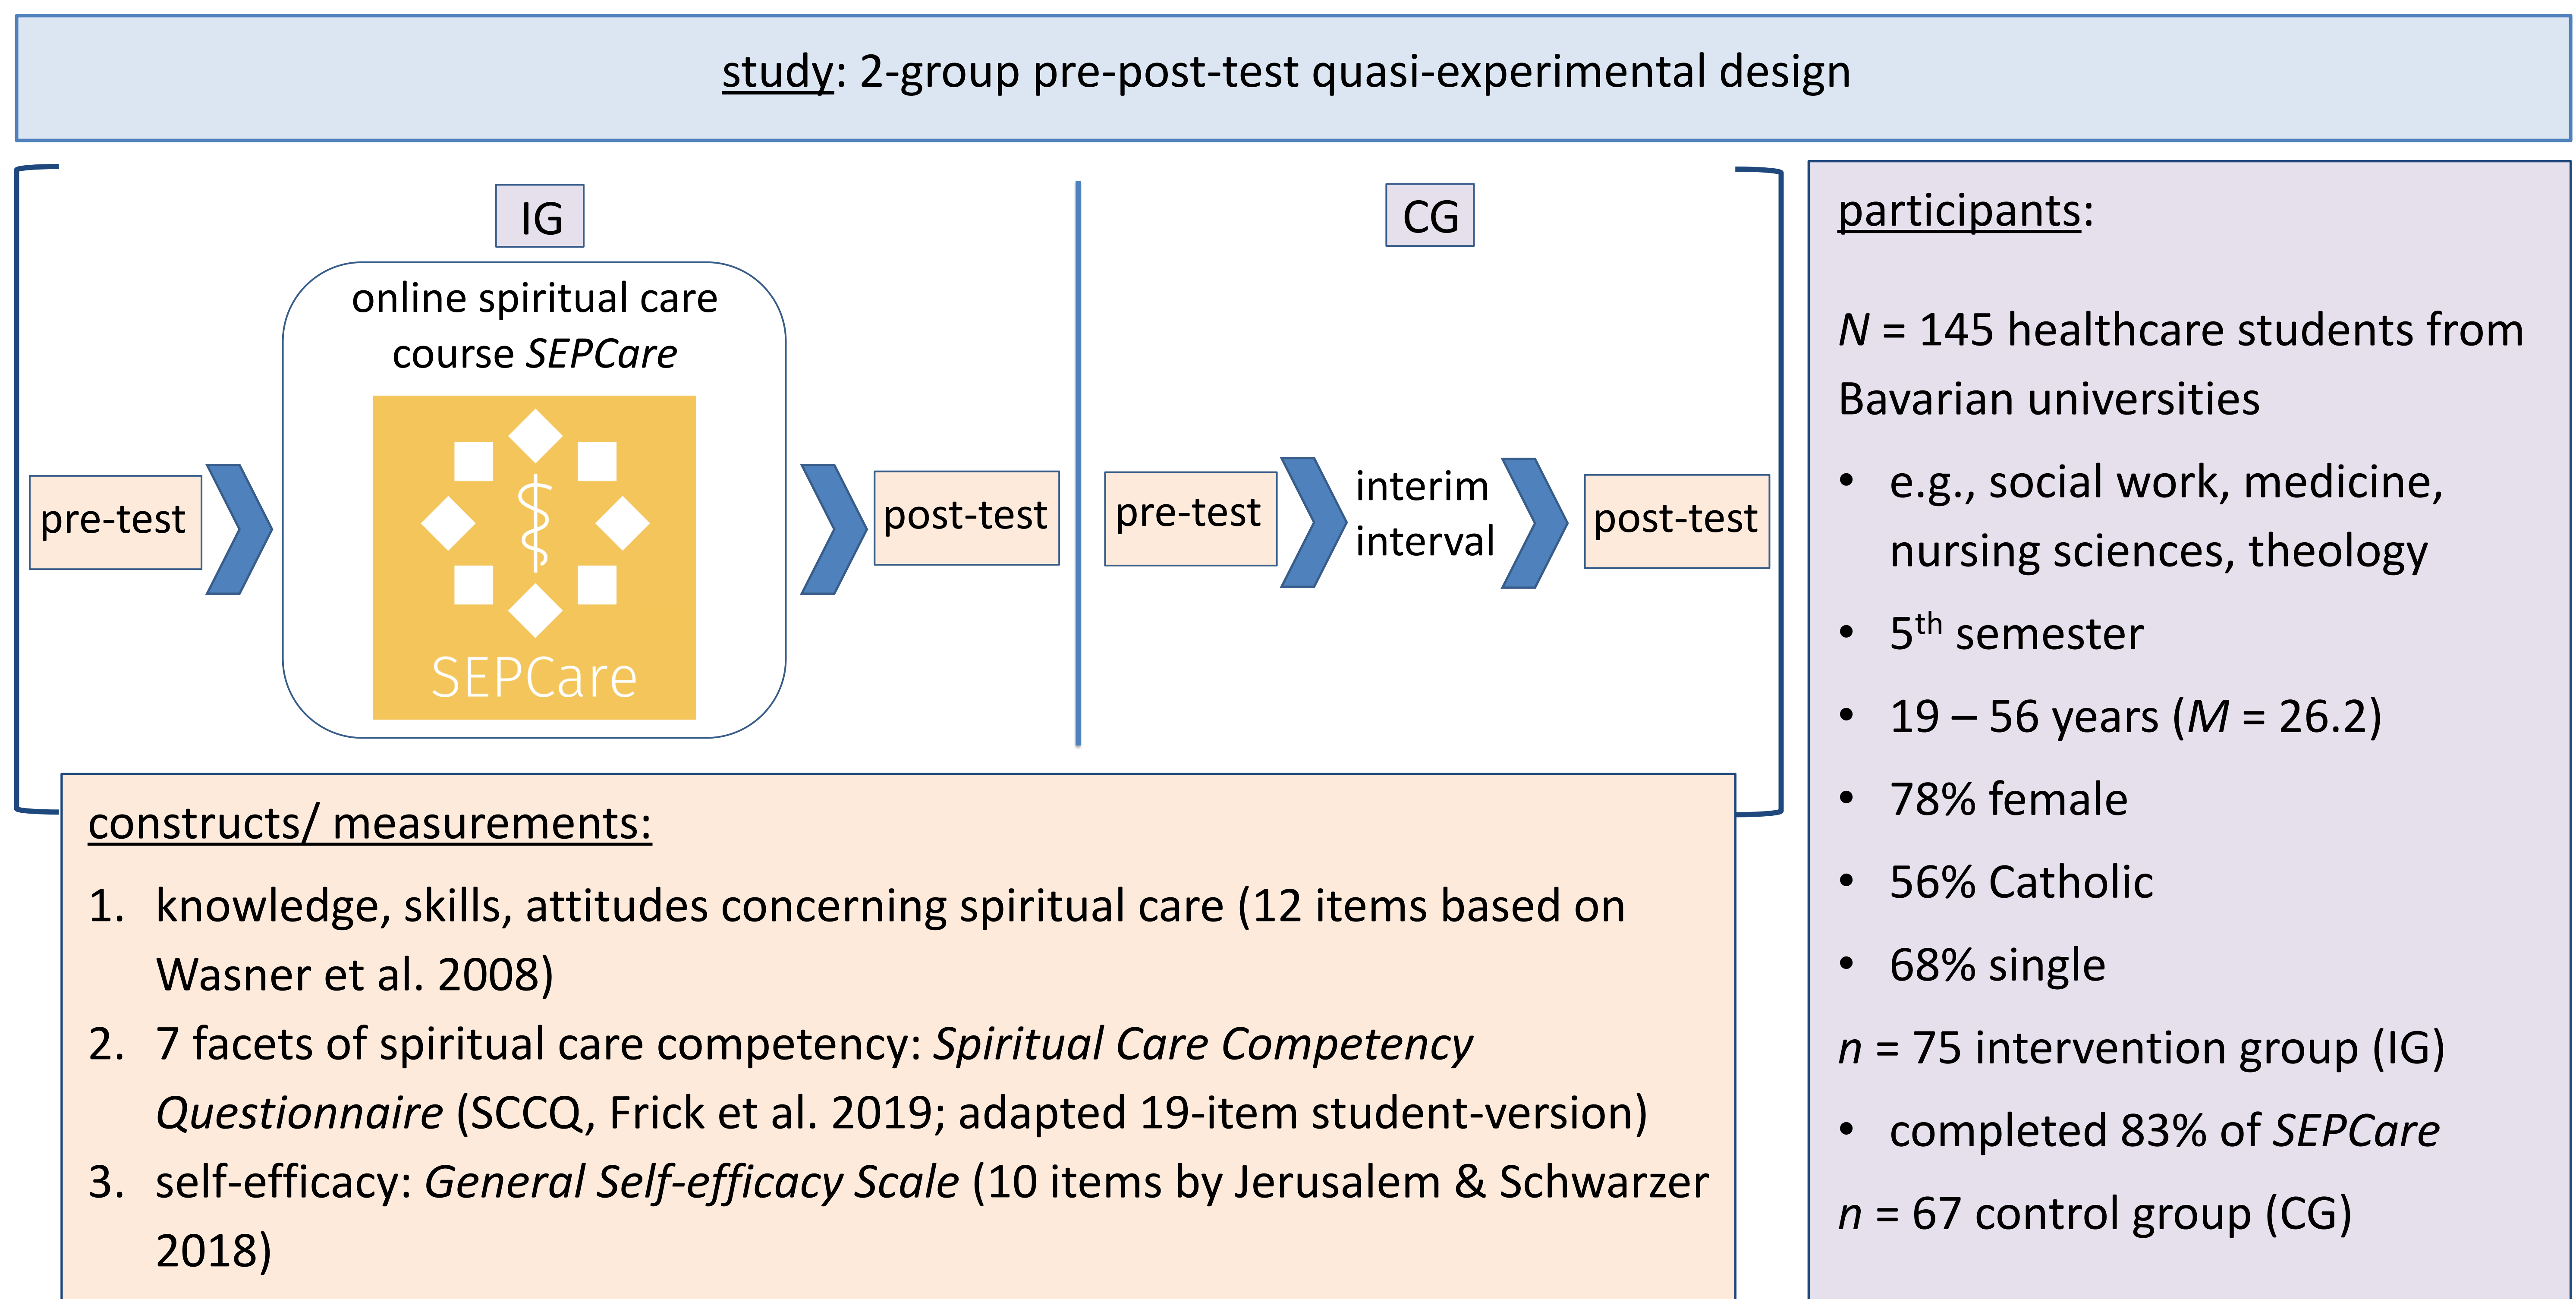 study: 2-group pre-post-test quasi-experimental design
IG
online spiritual care
course SEPCare
SEPCare
pre-test
post-test
CG
pre-test
interim
interval
post-test
constructs/ measurements:
1. knowledge, skills, attitudes concerning spiritual care (12 items based on
Wasner et al. 2008)
2. 7 facets of spiritual care competency: Spiritual Care Competency
Questionnaire (SCCQ, Frick et al. 2019; adapted 19-item student-version)
3. self-efficacy: General Self-efficacy Scale (10 items by Jerusalem & Schwarzer
2018)
participants:
N = 145 healthcare students from
Bavarian universities
• e.g., social work, medicine,
nursing sciences, theology
• 5th semester
• 19 – 56 years (M = 26.2)
• 78% female
• 56% Catholic
• 68% single
n = 75 intervention group (IG)
• completed 83% of SEPCare
n = 67 control group (CG)